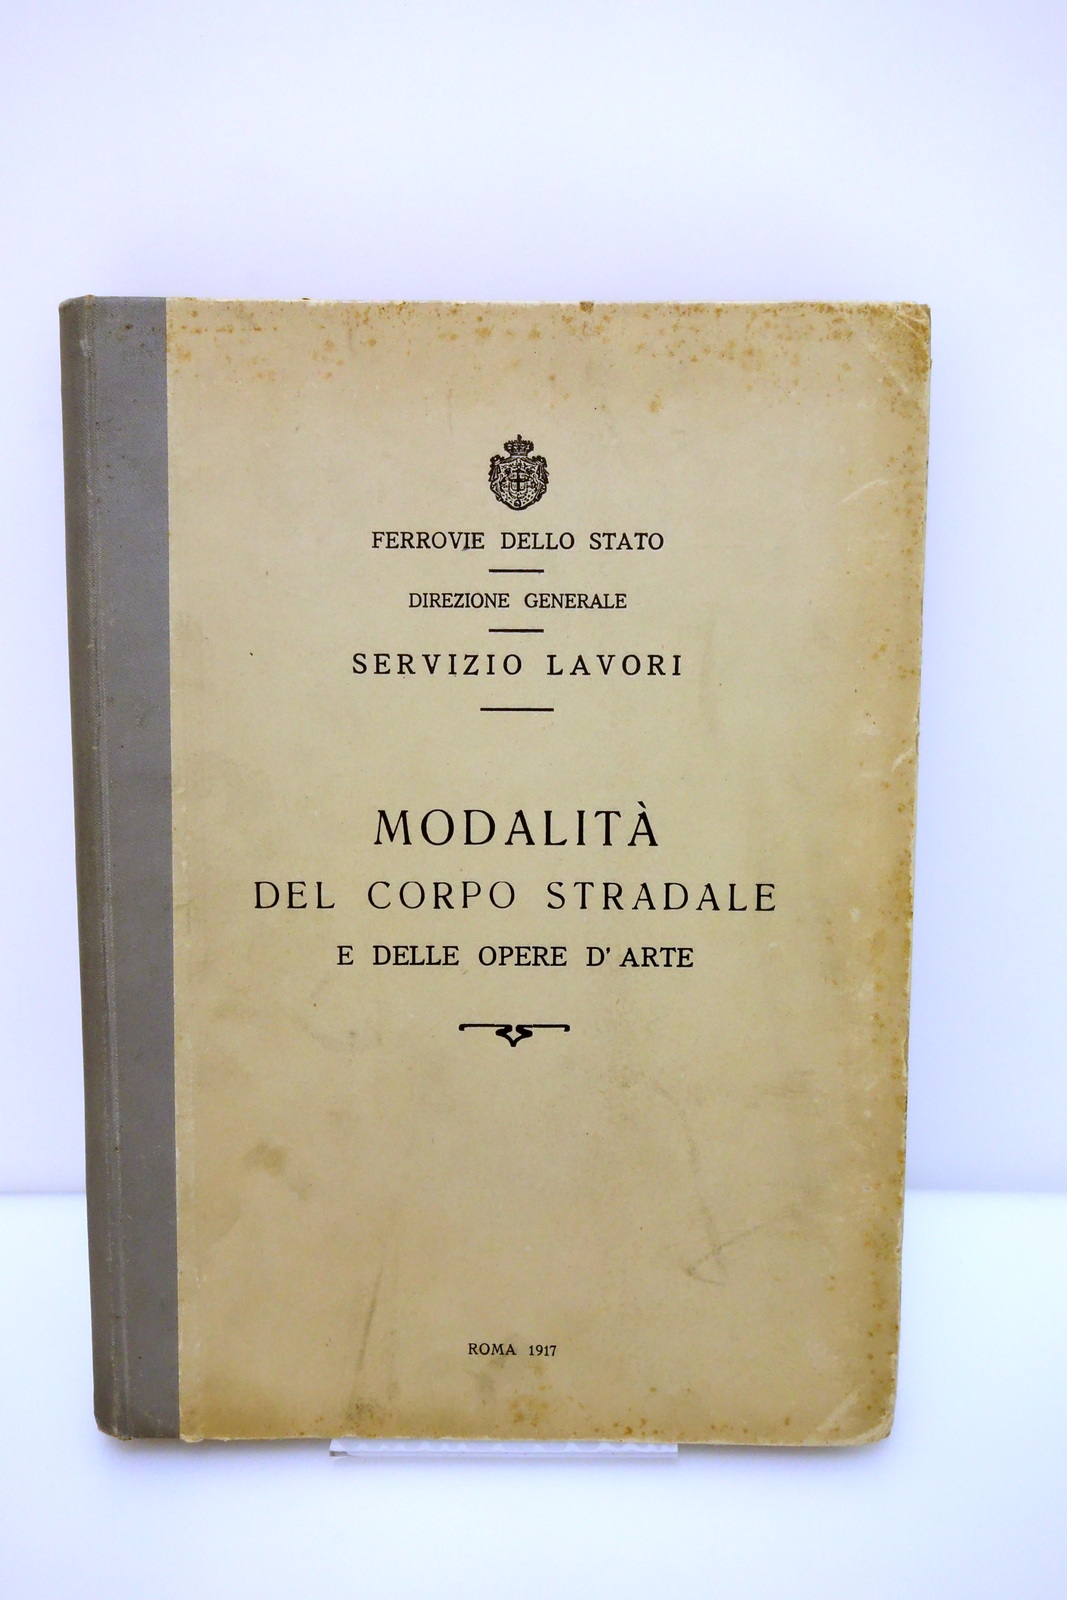 FERROVIE DELLO STATO
DIREZIONE GENERALE
SERVIZIO LAVORI
MODALITÀ
DEL CORPO STRADALE
E DELLE OPERE D' ARTE
ROMA 1917